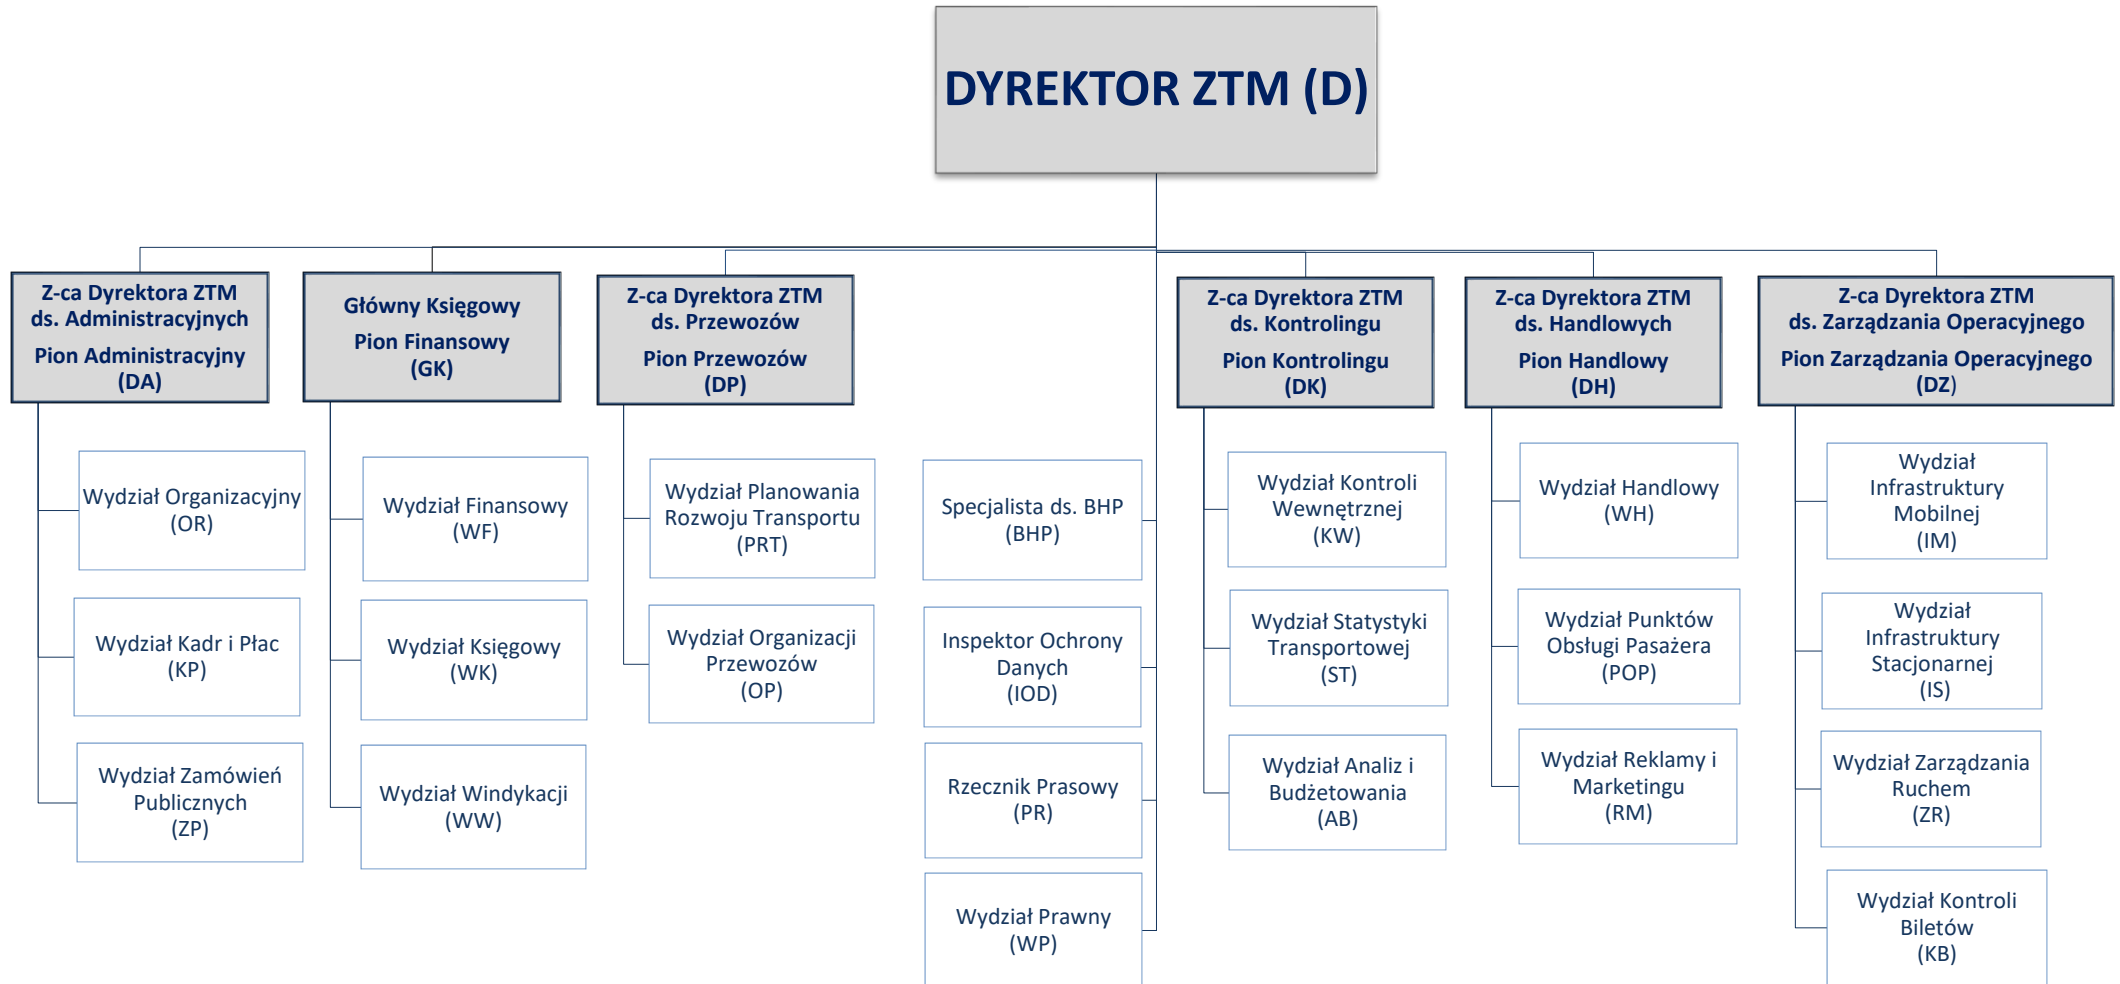 DYREKTOR ZTM (D)
Z-ca Dyrektora ZTM
ds. Administracyjnych
Pion Administracyjny
(DA)
Główny Księgowy
Pion Finansowy
(GK)
Z-ca Dyrektora ZTM
ds. Przewozów
Pion Przewozów
(DP)
Z-ca Dyrektora ZTM
ds. Kontrolingu
Pion Kontrolingu
(DK)
Z-ca Dyrektora ZTM
ds. Handlowych
Pion Handlowy
(DH)
Z-ca Dyrektora ZTM
ds. Zarządzania Operacyjnego
Pion Zarządzania Operacyjnego
(DZ)
Wydział Organizacyjny
(OR)
Wydział Kadr i Płac
(KP)
Wydział Zamówień
Publicznych
(ZP)
Wydział Finansowy
(WF)
Wydział Księgowy
(WK)
Wydział Windykacji
(WW)
Wydział Planowania
Rozwoju Transportu
(PRT)
Wydział Organizacji
Przewozów
(OP)
Specjalista ds. BHP
(BHP)
Inspektor Ochrony
Danych
(IOD)
Rzecznik Prasowy
(PR)
Wydział Prawny
(WP)
Wydział Kontroli
Wewnętrznej
(KW)
Wydział Statystyki
Transportowej
(ST)
Wydział Analiz i
Budżetowania
(AB)
Wydział Handlowy
(WH)
Wydział Punktów
Obsługi Pasażera
(POP)
Wydział Reklamy i
Marketingu
(RM)
Wydział
Infrastruktury
Mobilnej
(IM)
Wydział
Infrastruktury
Stacjonarnej
(IS)
Wydział Zarządzania
Ruchem
(ZR)
Wydział Kontroli
Biletów
(KB)